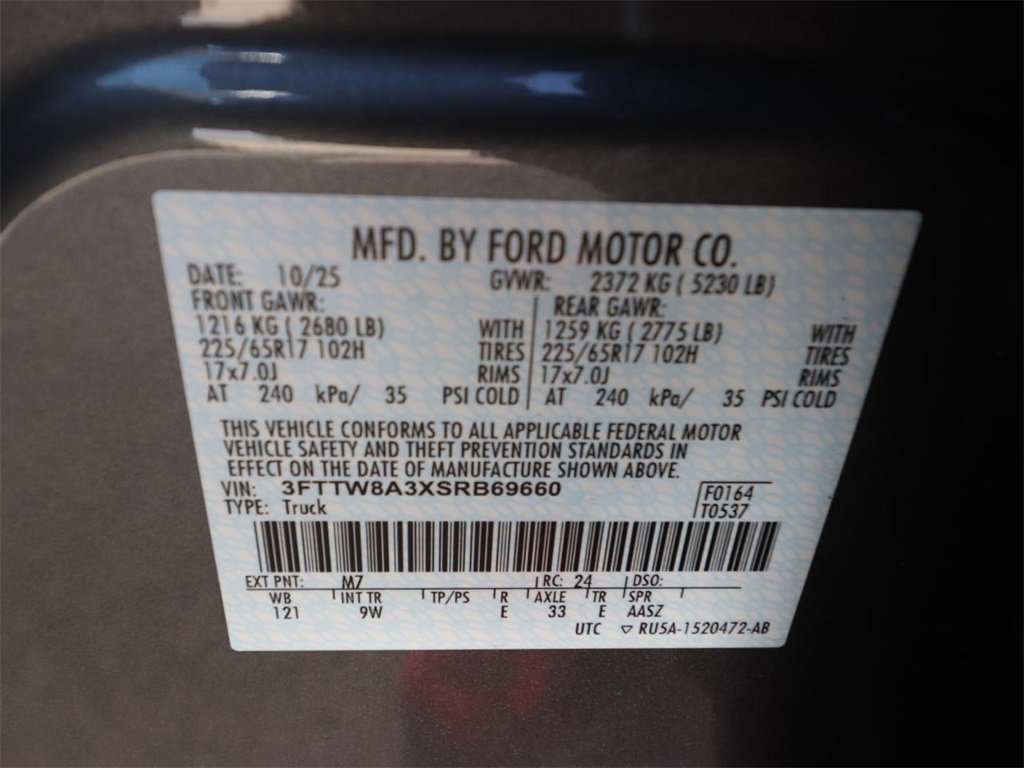 MFD. BY FORD MOTOR CO.
DATE: 10/25 GVWR: 2372 KG ( 5230 LB)
FRONT GAWR: REAR GAWR:
1216 KG ( 2680 LB) WITH 1259 KG ( 2775 LB) WITH
225/65R17 102H TIRES 225/65R17 102H TIRES
17x7.0J RIMS 17x7.0J RIMS
AT 240 kPa/ 35 PSI COLD AT 240 kPa/ 35 PSI COLD
THIS VEHICLE CONFORMS TO ALL APPLICABLE FEDERAL MOTOR
VEHICLE SAFETY AND THEFT PREVENTION STANDARDS IN
EFFECT ON THE DATE OF MANUFACTURE SHOWN ABOVE.
VIN: 3FTTW8A3XSRB69660 F0164
TYPE: Truck T0537
EXT PNT: M7 RC: 24 DSO:
WB INT TR TP/PS R AXLE TR SPR
121 9W E 33 E AASZ
UTC ▽ RU5A-1520472-AB